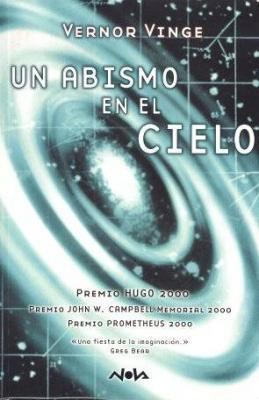 VERNOR VINGE
UN ABISMO
EN EL
CIELO
PREMIO HUGO 2000
PREMIO JOHN W. CAMPBELL MEMORIAL 2000
PREMIO PROMETHEUS 2000
«Una fiesta de la imaginación.»
GREG BEAR
NOVA